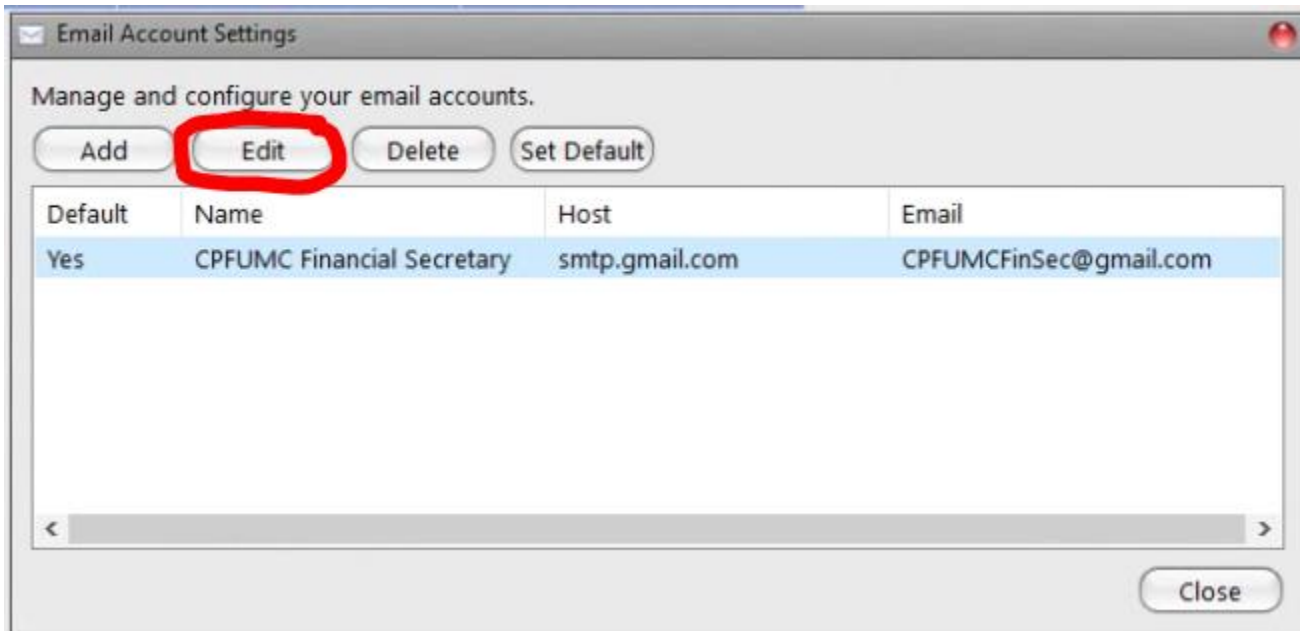 Email Account Settings
Manage and configure your email accounts.
Add Edit Delete Set Default
Default Name Host Email
Yes CPFUMC Financial Secretary smtp.gmail.com CPFUMCFinSec@gmail.com
Close